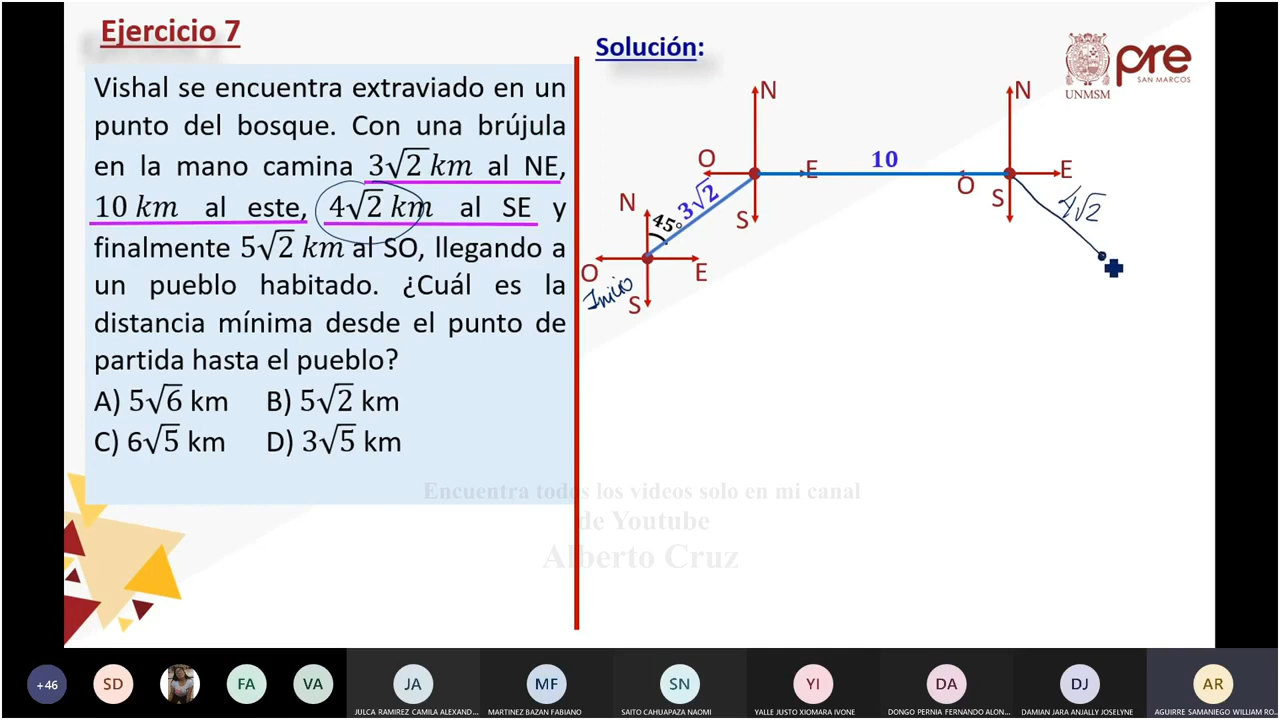 Ejercicio 7
Vishal se encuentra extraviado en un
punto del bosque. Con una brújula
en la mano camina 3√2 km al NE,
10 km al este, 4√2 km al SE y
finalmente 5√2 km al SO, llegando a
un pueblo habitado. ¿Cuál es la
distancia mínima desde el punto de
partida hasta el pueblo?
A) 5√6 km B) 5√2 km
C) 6√5 km D) 3√5 km
Solución:
UNMSM
pre
SAN MARCOS
N
N
O
E
10
O
E
S
S
N
45°
3√2
4√2
O
E
Inicio
S
Encuentra todos los videos solo en mi canal
de Youtube
Alberto Cruz
+46
SD
FA
VA
JA
MF
SN
YI
DA
DJ
AR
JULCA RAMIREZ CAMILA ALEXAND...
MARTINEZ BAZAN FABIANO
SAITO CAHUAPAZA NAOMI
YALLE JUSTO XIOMARA IVONE
DONGO PERNIA FERNANDO ALON...
DAMIAN JARA ANJALLY JOSELYNE
AGUIRRE SAMANIEGO WILLIAM RO...